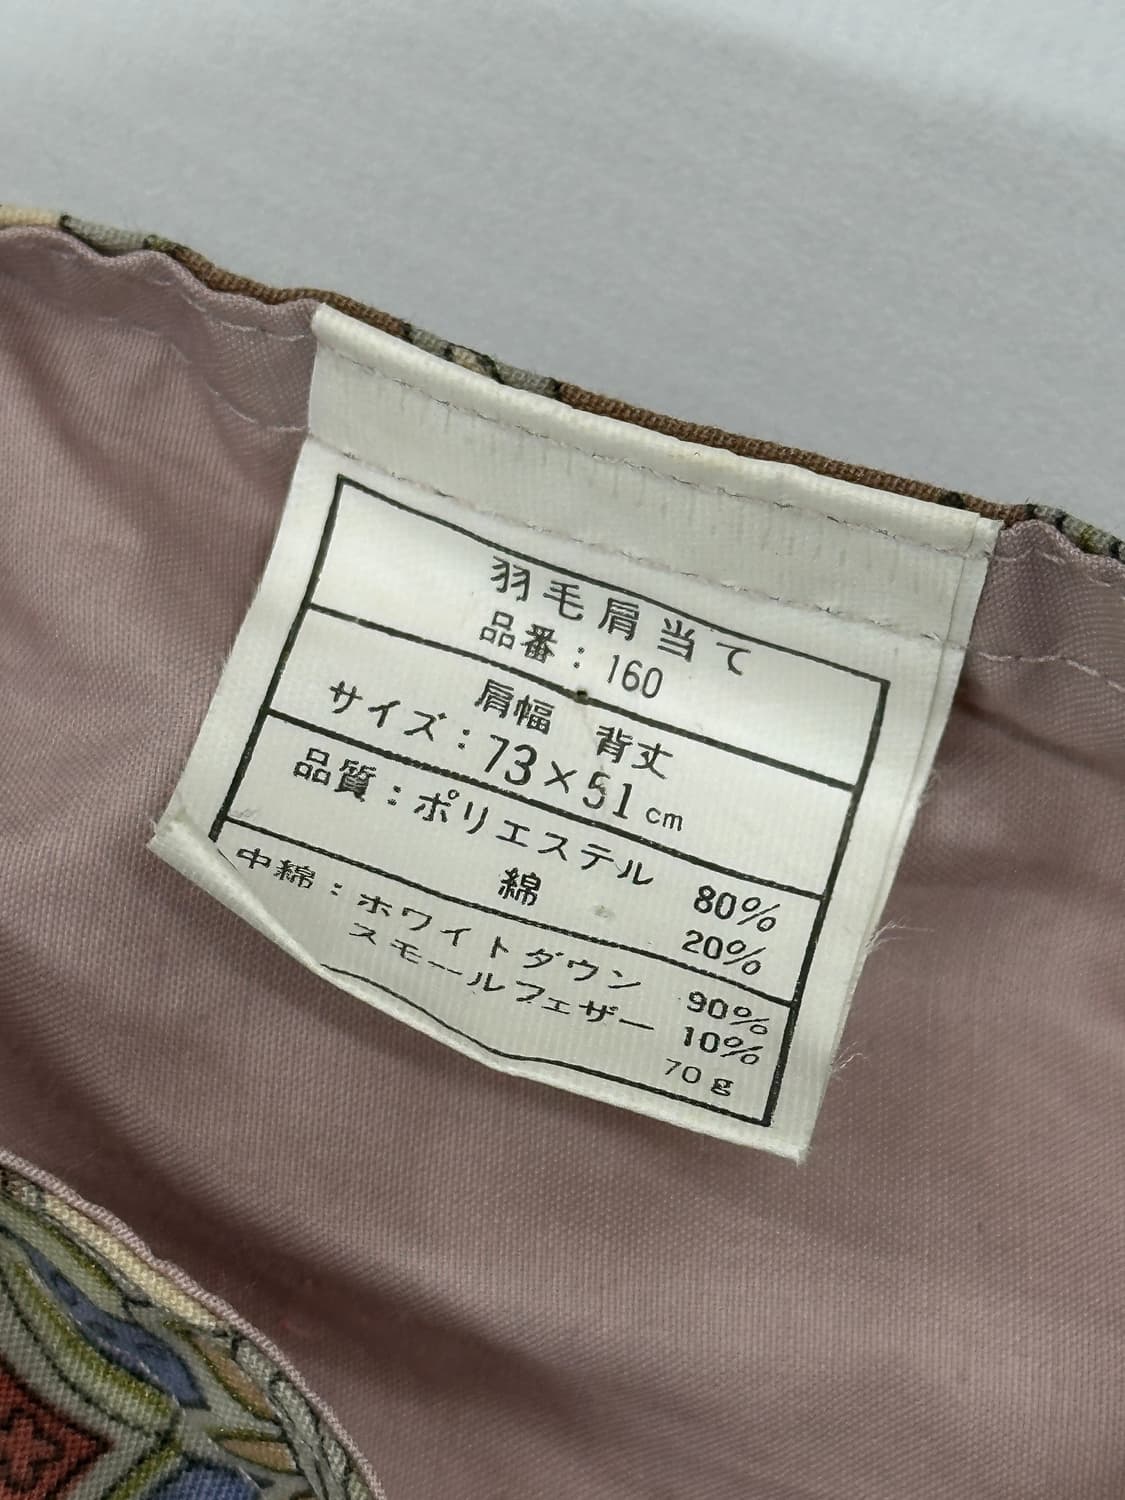 羽毛肩当て
品番：160
肩幅 背丈
サイズ：73×51cm
品質：ポリエステル 80%
綿 20%
中綿：ホワイトダウン 90%
スモールフェザー 10%
70g